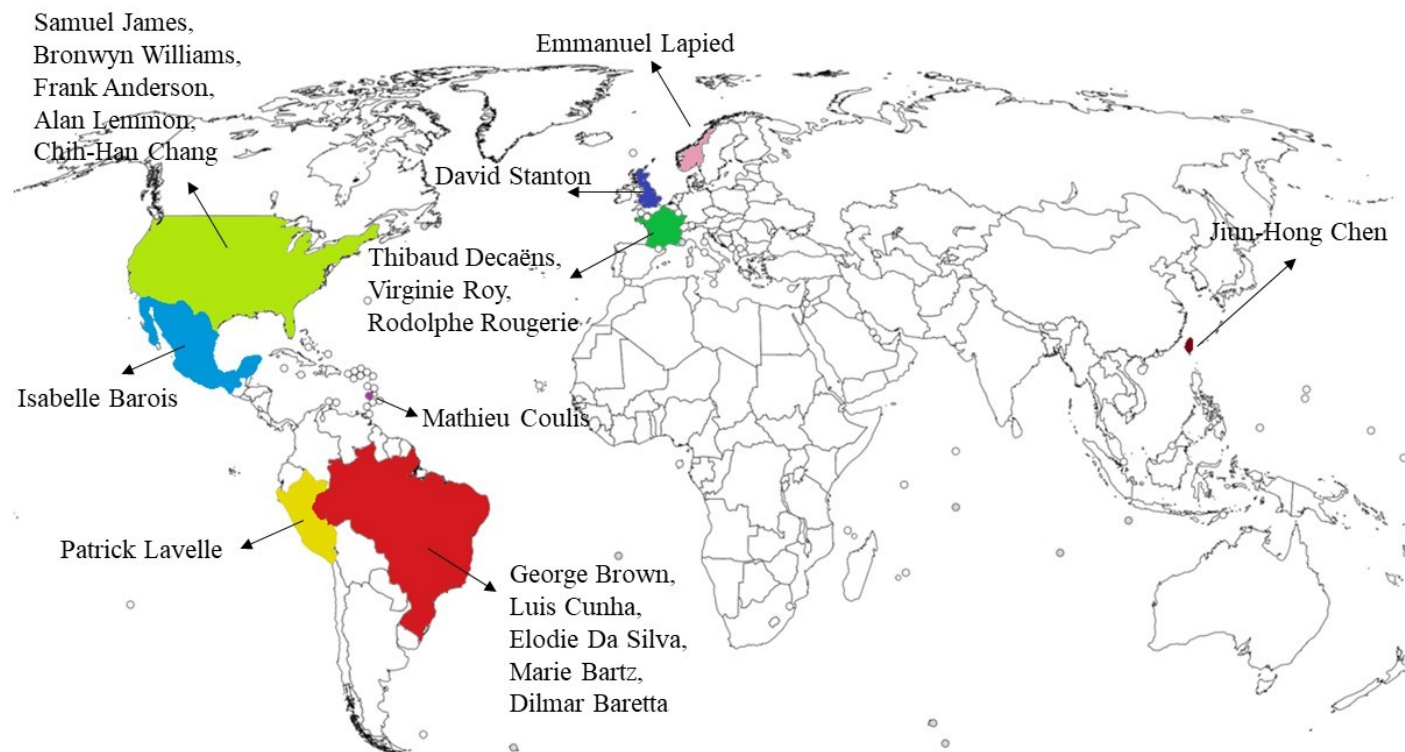 Samuel James,
Bronwyn Williams,
Frank Anderson,
Alan Lemmon,
Chih-Han Chang
Emmanuel Lapied
David Stanton
Thibaud Decaëns,
Virginie Roy,
Rodolphe Rougerie
Jiun-Hong Chen
Isabelle Barois
Mathieu Coulis
Patrick Lavelle
George Brown,
Luis Cunha,
Elodie Da Silva,
Marie Bartz,
Dilmar Baretta